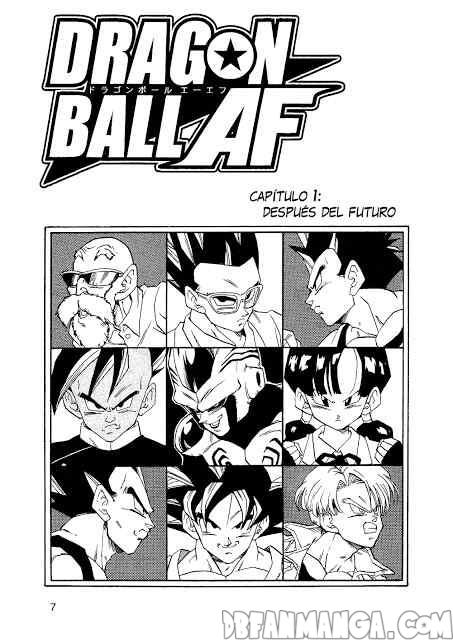 DRAGON
ドラゴンボール エーエフ
BALL AF
CAPÍTULO 1:
DESPUÉS DEL FUTURO
7
DBFANMANGA.COM